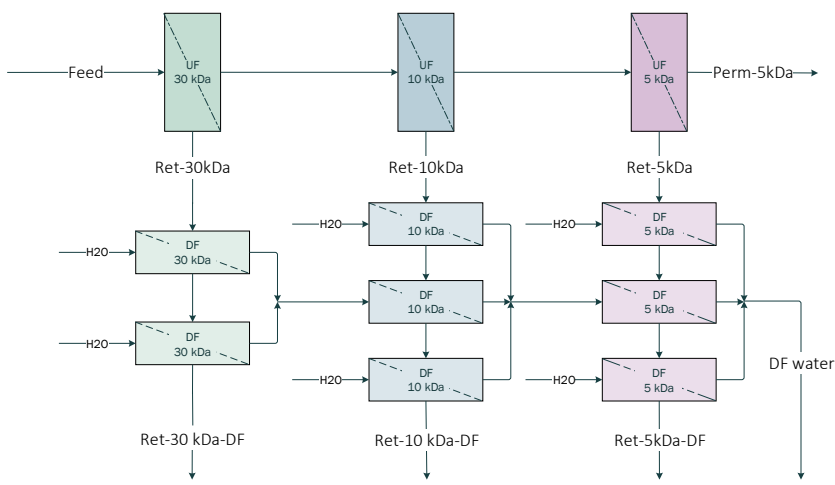 UF
30 kDa
UF
10 kDa
UF
5 kDa
Feed
Perm-5kDa
Ret-30kDa
Ret-10kDa
Ret-5kDa
H2O
DF
10 kDa
H2O
DF
5 kDa
H2O
DF
30 kDa
DF
10 kDa
DF
5 kDa
H2O
DF
30 kDa
H2O
DF
10 kDa
H2O
DF
5 kDa
DF water
Ret-30 kDa-DF
Ret-10 kDa-DF
Ret-5kDa-DF